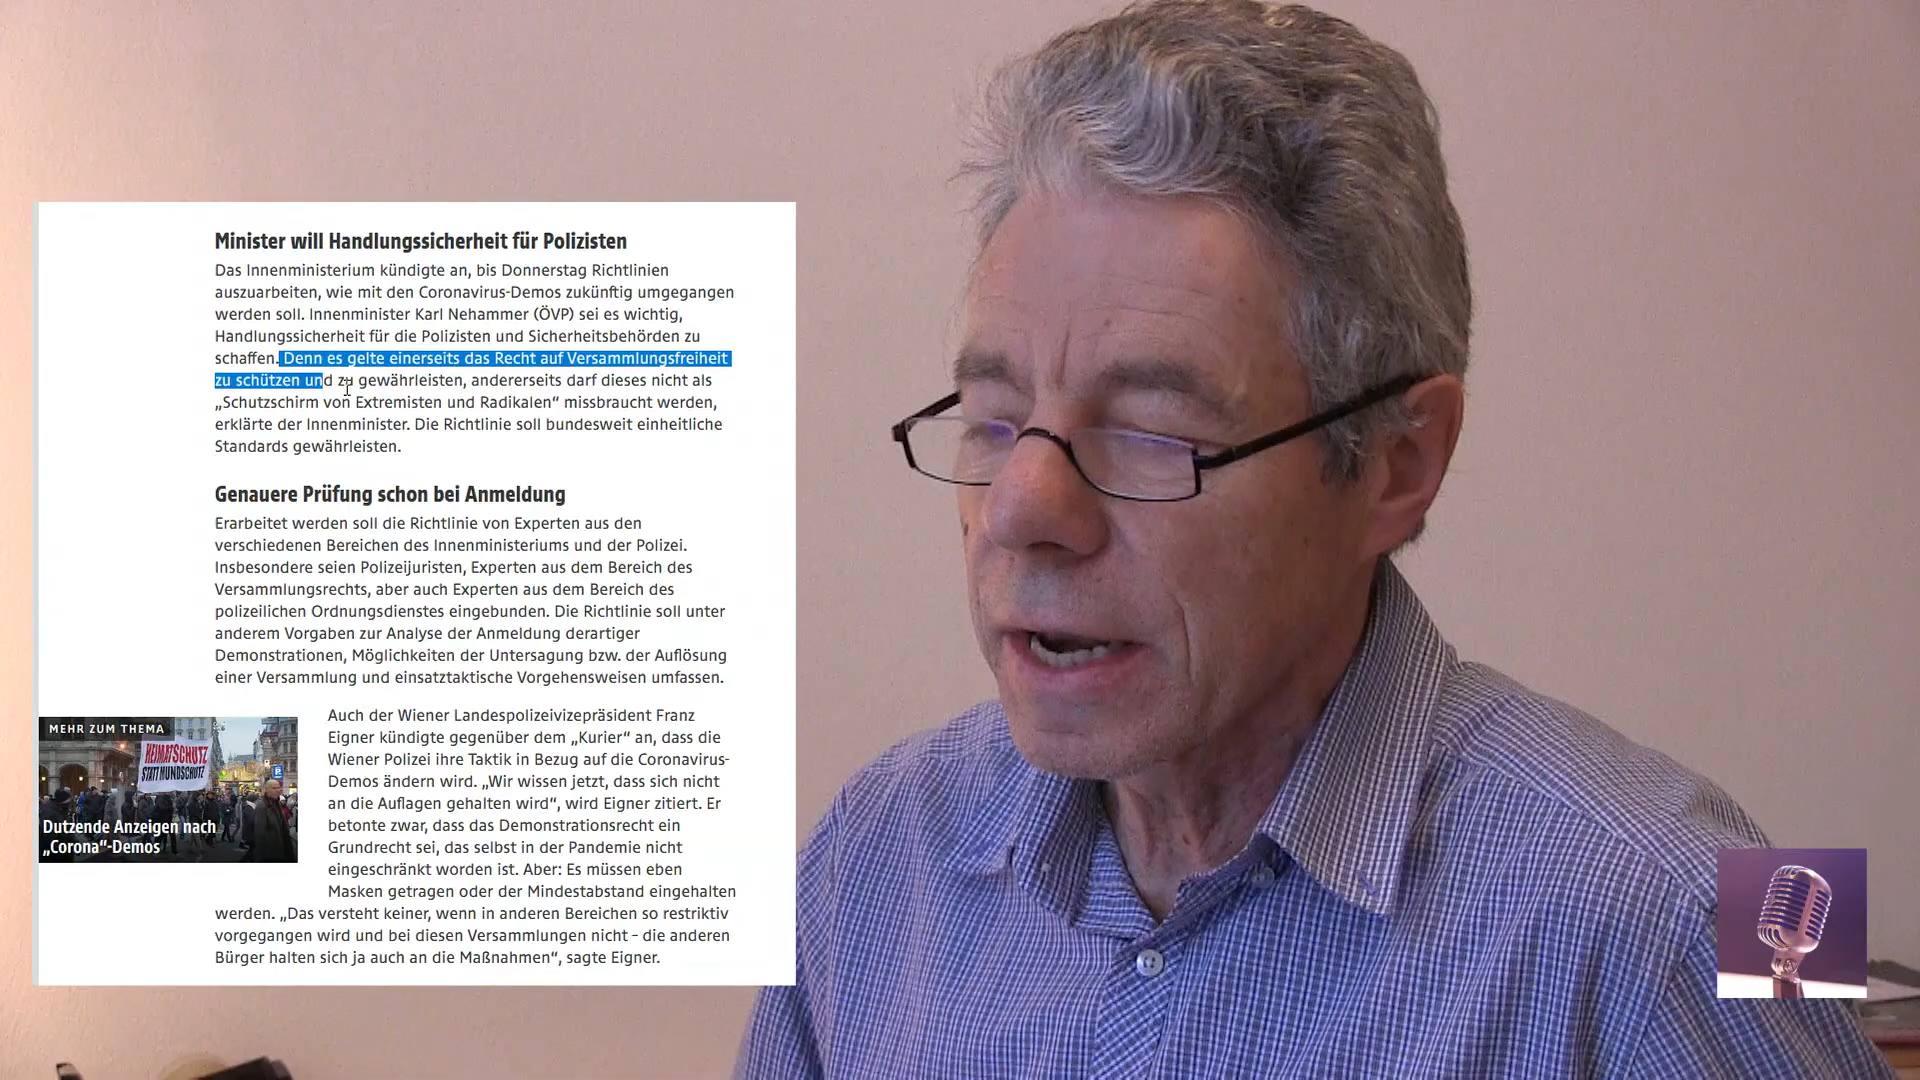 Minister will Handlungssicherheit für Polizisten
Das Innenministerium kündigte an, bis Donnerstag Richtlinien
auszuarbeiten, wie mit den Coronavirus-Demos zukünftig umgegangen
werden soll. Innenminister Karl Nehammer (ÖVP) sei es wichtig,
Handlungssicherheit für die Polizisten und Sicherheitsbehörden zu
schaffen. Denn es gelte einerseits das Recht auf Versammlungsfreiheit
zu schützen und zu gewährleisten, andererseits darf dieses nicht als
„Schutzschirm von Extremisten und Radikalen“ missbraucht werden,
erklärte der Innenminister. Die Richtlinie soll bundesweit einheitliche
Standards gewährleisten.
Genauere Prüfung schon bei Anmeldung
Erarbeitet werden soll die Richtlinie von Experten aus den
verschiedenen Bereichen des Innenministeriums und der Polizei.
Insbesondere seien Polizeijuristen, Experten aus dem Bereich des
Versammlungsrechts, aber auch Experten aus dem Bereich des
polizeilichen Ordnungsdienstes eingebunden. Die Richtlinie soll unter
anderem Vorgaben zur Analyse der Anmeldung derartiger
Demonstrationen, Möglichkeiten der Untersagung bzw. der Auflösung
einer Versammlung und einsatztaktische Vorgehensweisen umfassen.
MEHR ZUM THEMA
HEIMATSCHUTZ
STATT MUNDSCHUTZ
P
Dutzende Anzeigen nach
„Corona“-Demos
Auch der Wiener Landespolizeivizepräsident Franz
Eigner kündigte gegenüber dem „Kurier“ an, dass die
Wiener Polizei ihre Taktik in Bezug auf die Coronavirus-
Demos ändern wird. „Wir wissen jetzt, dass sich nicht
an die Auflagen gehalten wird“, wird Eigner zitiert. Er
betonte zwar, dass das Demonstrationsrecht ein
Grundrecht sei, das selbst in der Pandemie nicht
eingeschränkt worden ist. Aber: Es müssen eben
Masken getragen oder der Mindestabstand eingehalten
werden. „Das versteht keiner, wenn in anderen Bereichen so restriktiv
vorgegangen wird und bei diesen Versammlungen nicht – die anderen
Bürger halten sich ja auch an die Maßnahmen“, sagte Eigner.